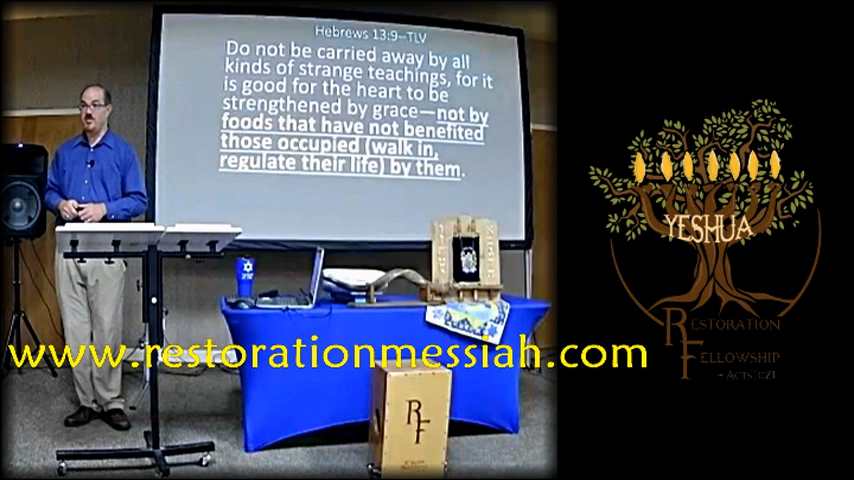 Hebrews 13:9—TLV
Do not be carried away by all
kinds of strange teachings, for it
is good for the heart to be
strengthened by grace—not by
foods that have not benefited
those occupied (walk in,
regulate their life) by them.
YESHUA
RESTORATION
FELLOWSHIP
www.restorationmessiah.com
RF